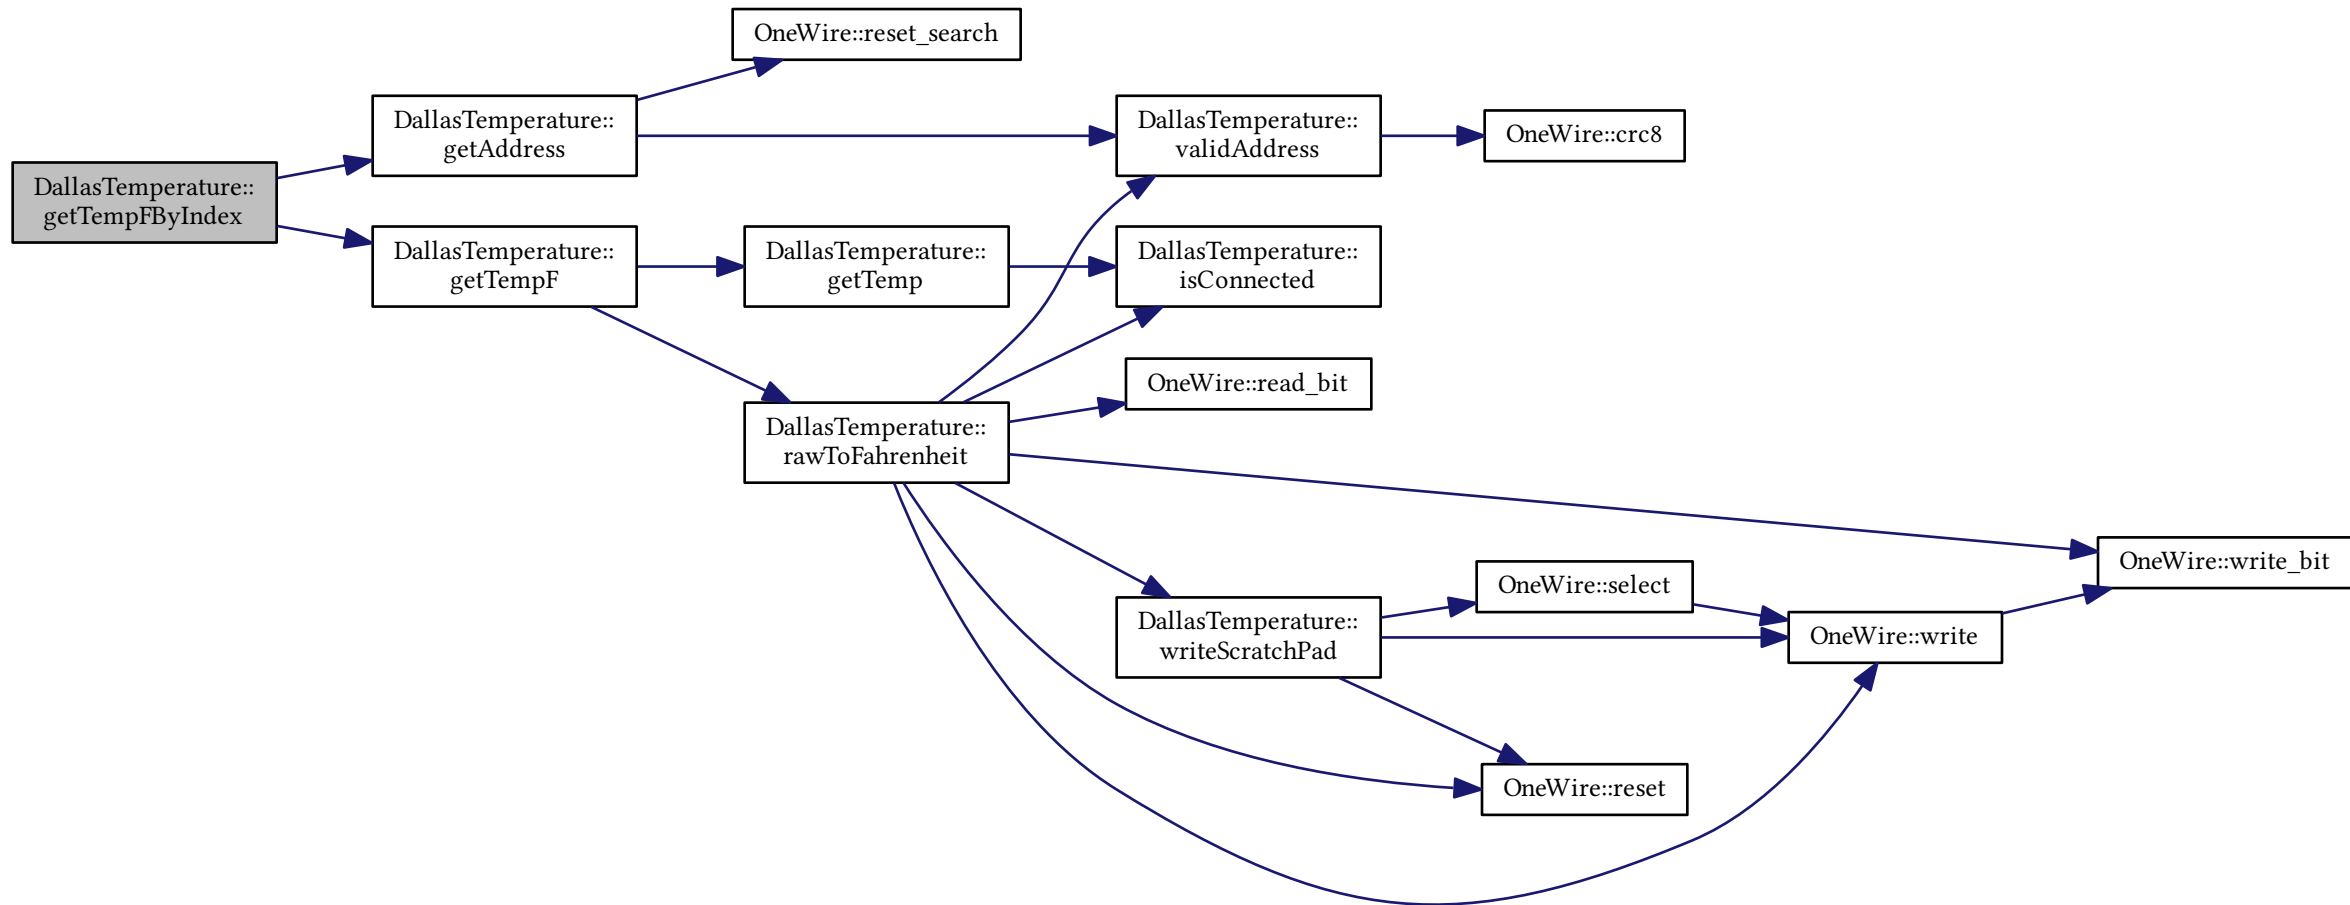 DallasTemperature::
getTempFByIndex
DallasTemperature::
getAddress
OneWire::reset_search
DallasTemperature::
validAddress
OneWire::crc8
DallasTemperature::
getTempF
DallasTemperature::
getTemp
DallasTemperature::
isConnected
DallasTemperature::
rawToFahrenheit
OneWire::read_bit
OneWire::write_bit
DallasTemperature::
writeScratchPad
OneWire::select
OneWire::write
OneWire::reset